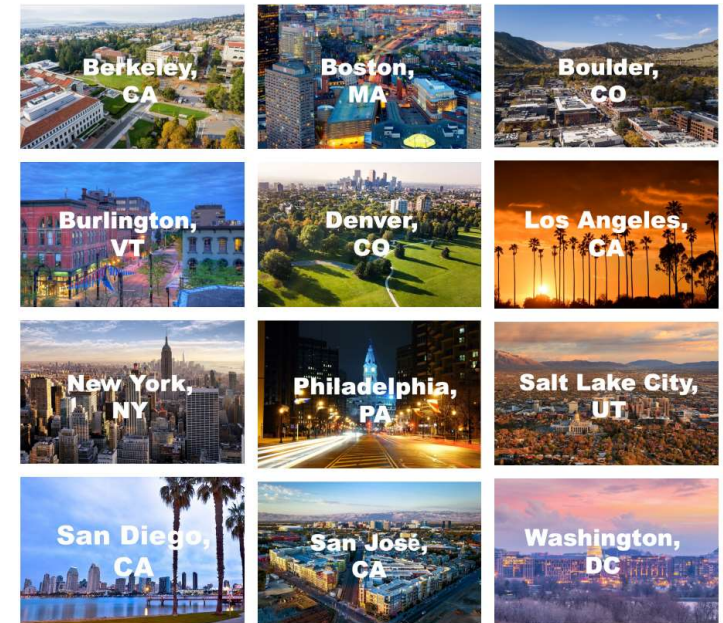 Berkeley,
CA
Boston,
MA
Boulder,
CO
Burlington,
VT
Denver,
CO
Los Angeles,
CA
New York,
NY
Philadelphia,
PA
Salt Lake City,
UT
San Diego,
CA
San José,
CA
Washington,
DC